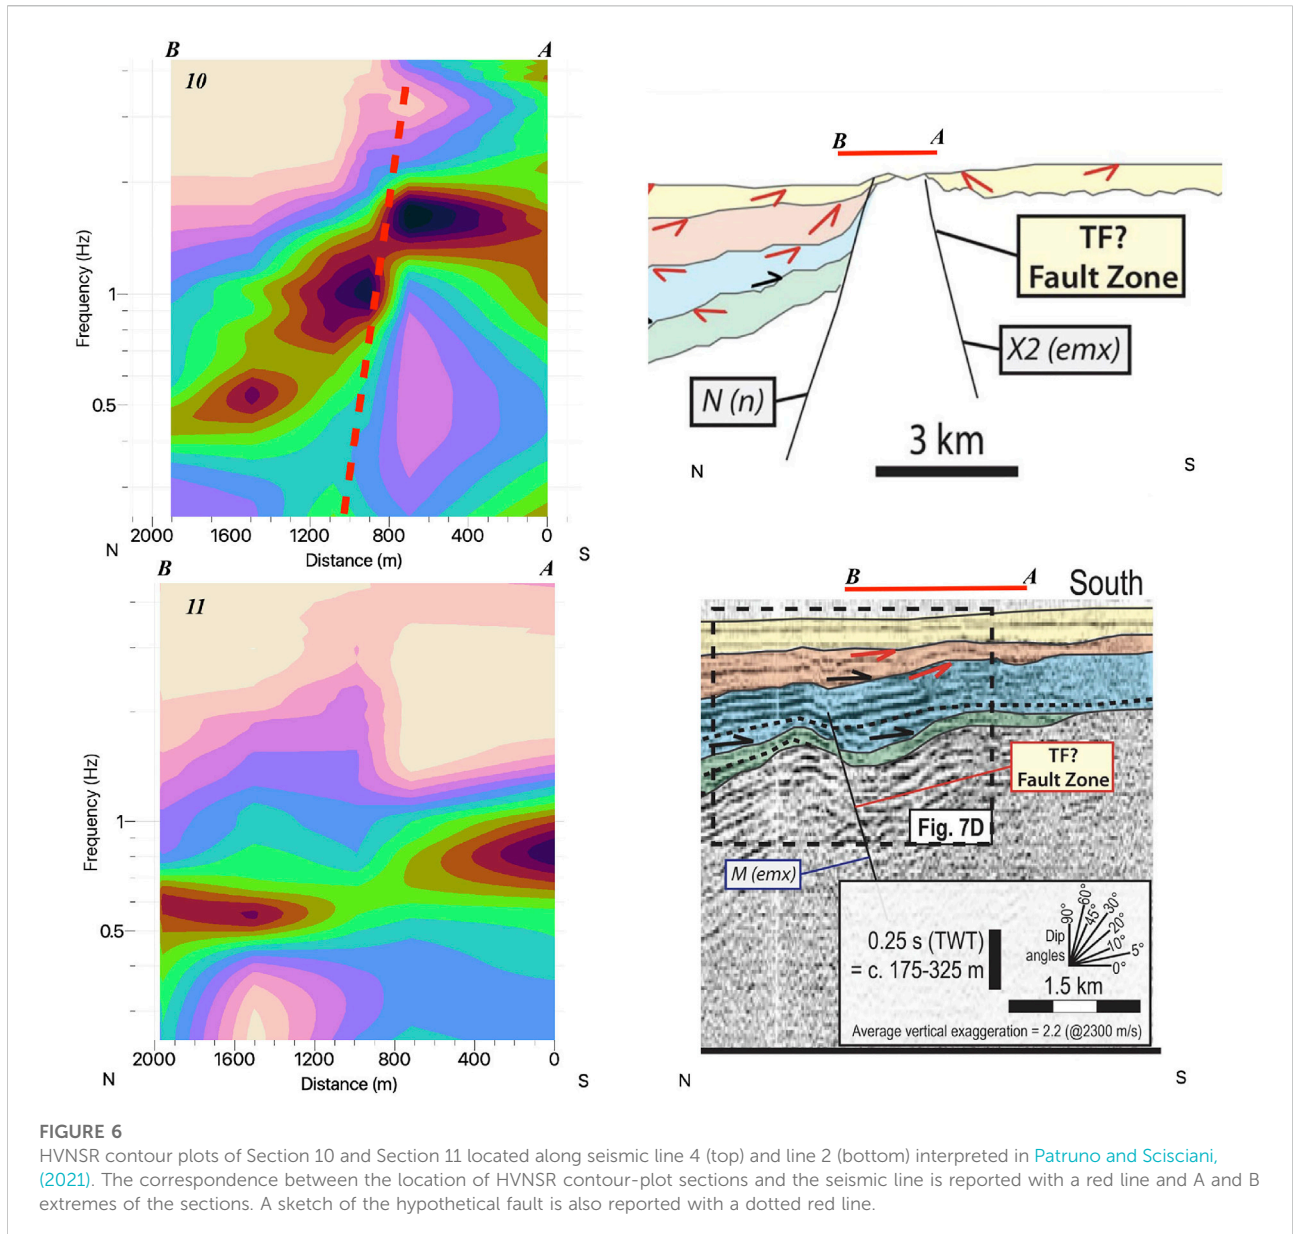 B
A
10
Frequency (Hz)
1
0.5
2000
1600
1200
800
400
0
N
Distance (m)
S
B
A
TF?
Fault Zone
X2 (emx)
N (n)
3 km
N
S
B
A
11
Frequency (Hz)
1
0.5
2000
1600
1200
800
400
0
N
Distance (m)
S
B
A
South
TF?
Fault Zone
Fig. 7D
M (emx)
0.25 s (TWT)
= c. 175-325 m
Dip
angles
90°
60°
45°
30°
20°
10°
5°
0°
1.5 km
Average vertical exaggeration = 2.2 (@2300 m/s)
N
S
FIGURE 6
HVNSR contour plots of Section 10 and Section 11 located along seismic line 4 (top) and line 2 (bottom) interpreted in Patruno and Scisciani,
(2021). The correspondence between the location of HVNSR contour-plot sections and the seismic line is reported with a red line and A and B
extremes of the sections. A sketch of the hypothetical fault is also reported with a dotted red line.